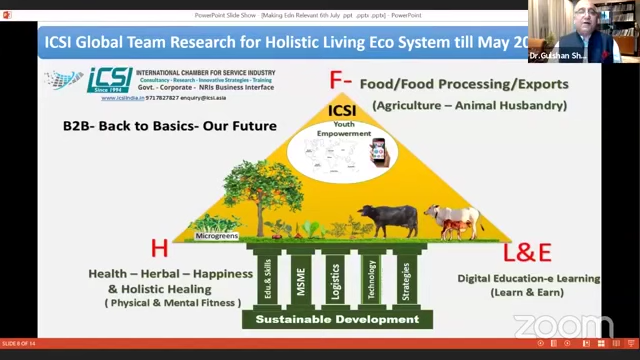 PowerPoint Slide Show - [Making Edn Relevant 6th July .ppt .pptx .pptx] - PowerPoint
ICSI Global Team Research for Holistic Living Eco System till May 20
Dr.Gulshan Sh...
iCSI
Since 1994
INTERNATIONAL CHAMBER FOR SERVICE INDUSTRY
Consultancy - Research - Innovative Strategies - Training
Govt. - Corporate - NRIs Business Interface
www.icsiindia.in 9717827827 enquiry@icsi.asia
F- Food/Food Processing/Exports
(Agriculture – Animal Husbandry)
B2B- Back to Basics- Our Future
ICSI
Youth
Empowerment
Microgreens
H
Health – Herbal – Happiness
& Holistic Healing
( Physical & Mental Fitness )
L&E
Digital Education-e Learning
(Learn & Earn)
Edu.& Skills
MSME
Logistics
Technology
Strategies
Sustainable Development
zoom
SLIDE 8 OF 14